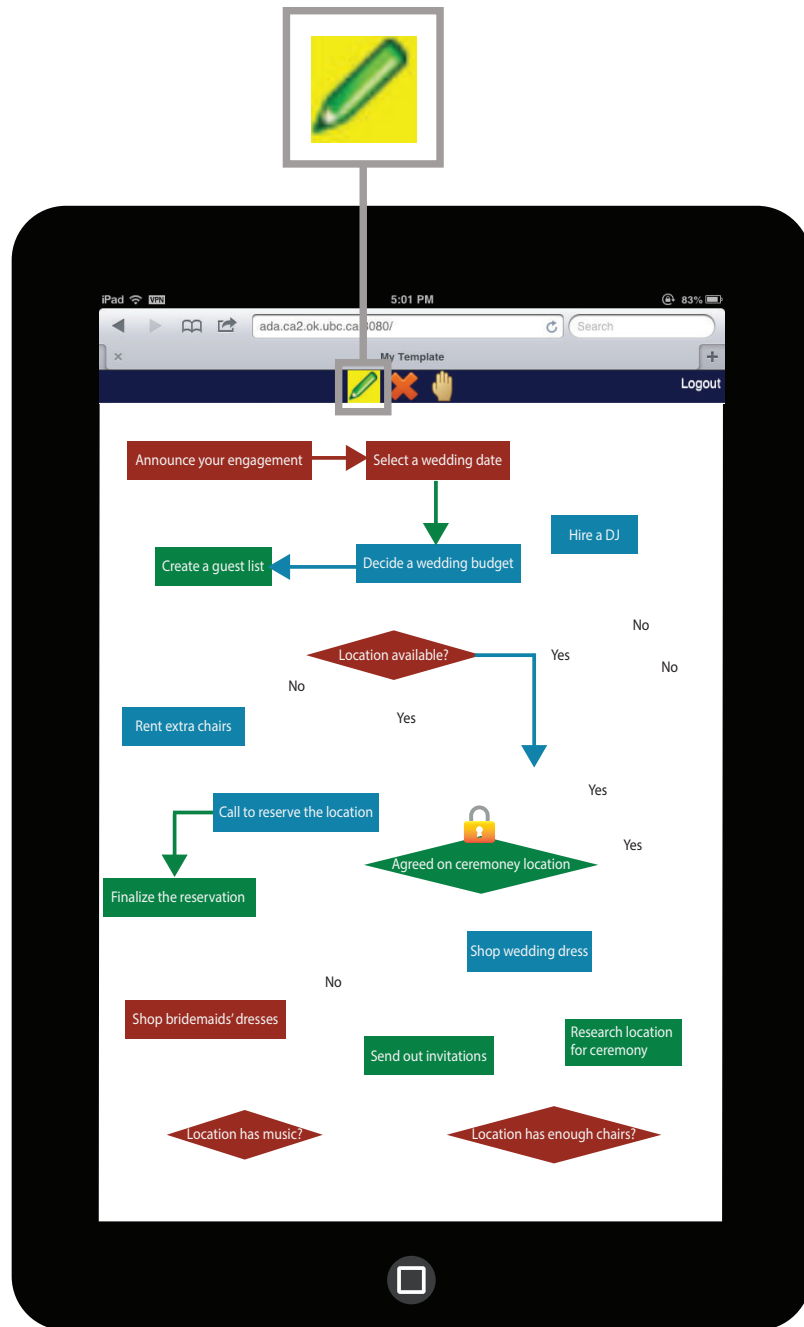 iPad VPN 5:01 PM 83%
ada.ca2.ok.ubc.ca:8080/ Search
My Template
Logout
Announce your engagement
Select a wedding date
Hire a DJ
Create a guest list
Decide a wedding budget
No
Location available?
Yes
No
No
Yes
Rent extra chairs
Yes
Call to reserve the location
Yes
Agreed on ceremoney location
Finalize the reservation
Shop wedding dress
No
Shop bridemaids' dresses
Research location
for ceremony
Send out invitations
Location has music?
Location has enough chairs?